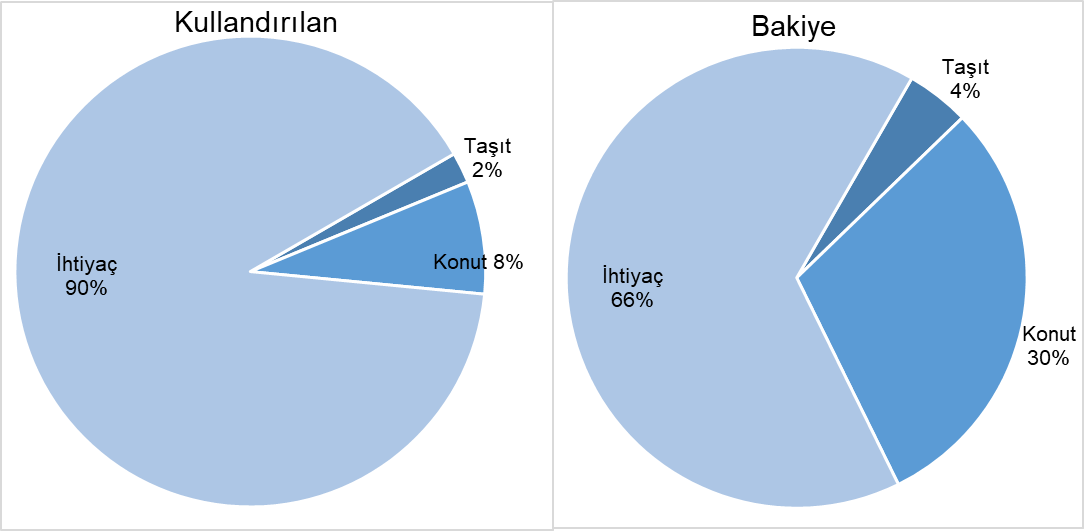 Kullandırılan
Taşıt
2%
Konut 8%
İhtiyaç
90%
Bakiye
Taşıt
4%
İhtiyaç
66%
Konut
30%